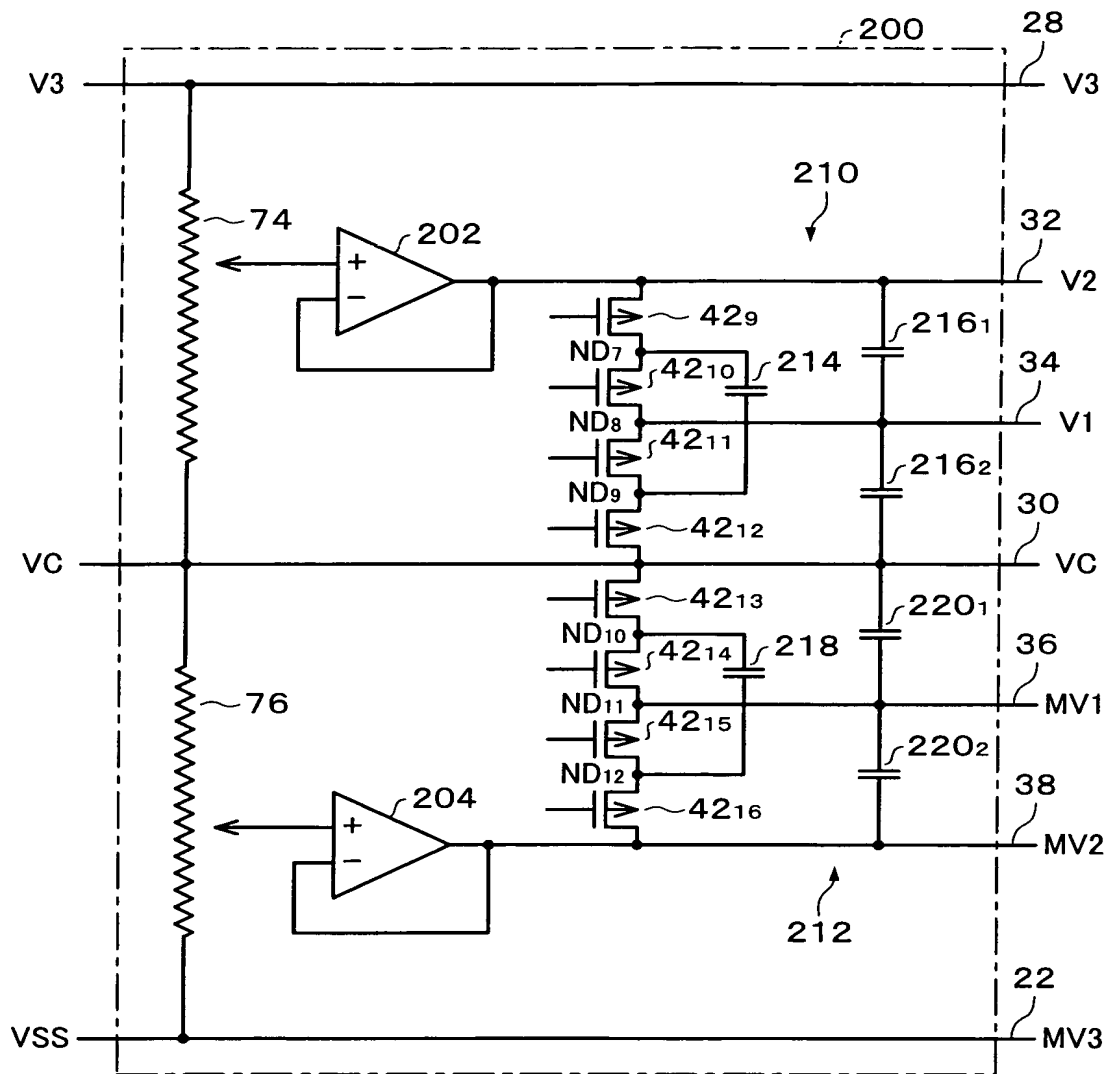 200
28
V3
V3
74
202
+
−
210
32
V2
42₉
216₁
ND₇
214
42₁₀
34
V1
ND₈
42₁₁
216₂
ND₉
42₁₂
30
VC
VC
42₁₃
220₁
ND₁₀
218
42₁₄
36
MV1
ND₁₁
76
42₁₅
220₂
ND₁₂
204
42₁₆
38
+
−
MV2
212
22
VSS
MV3